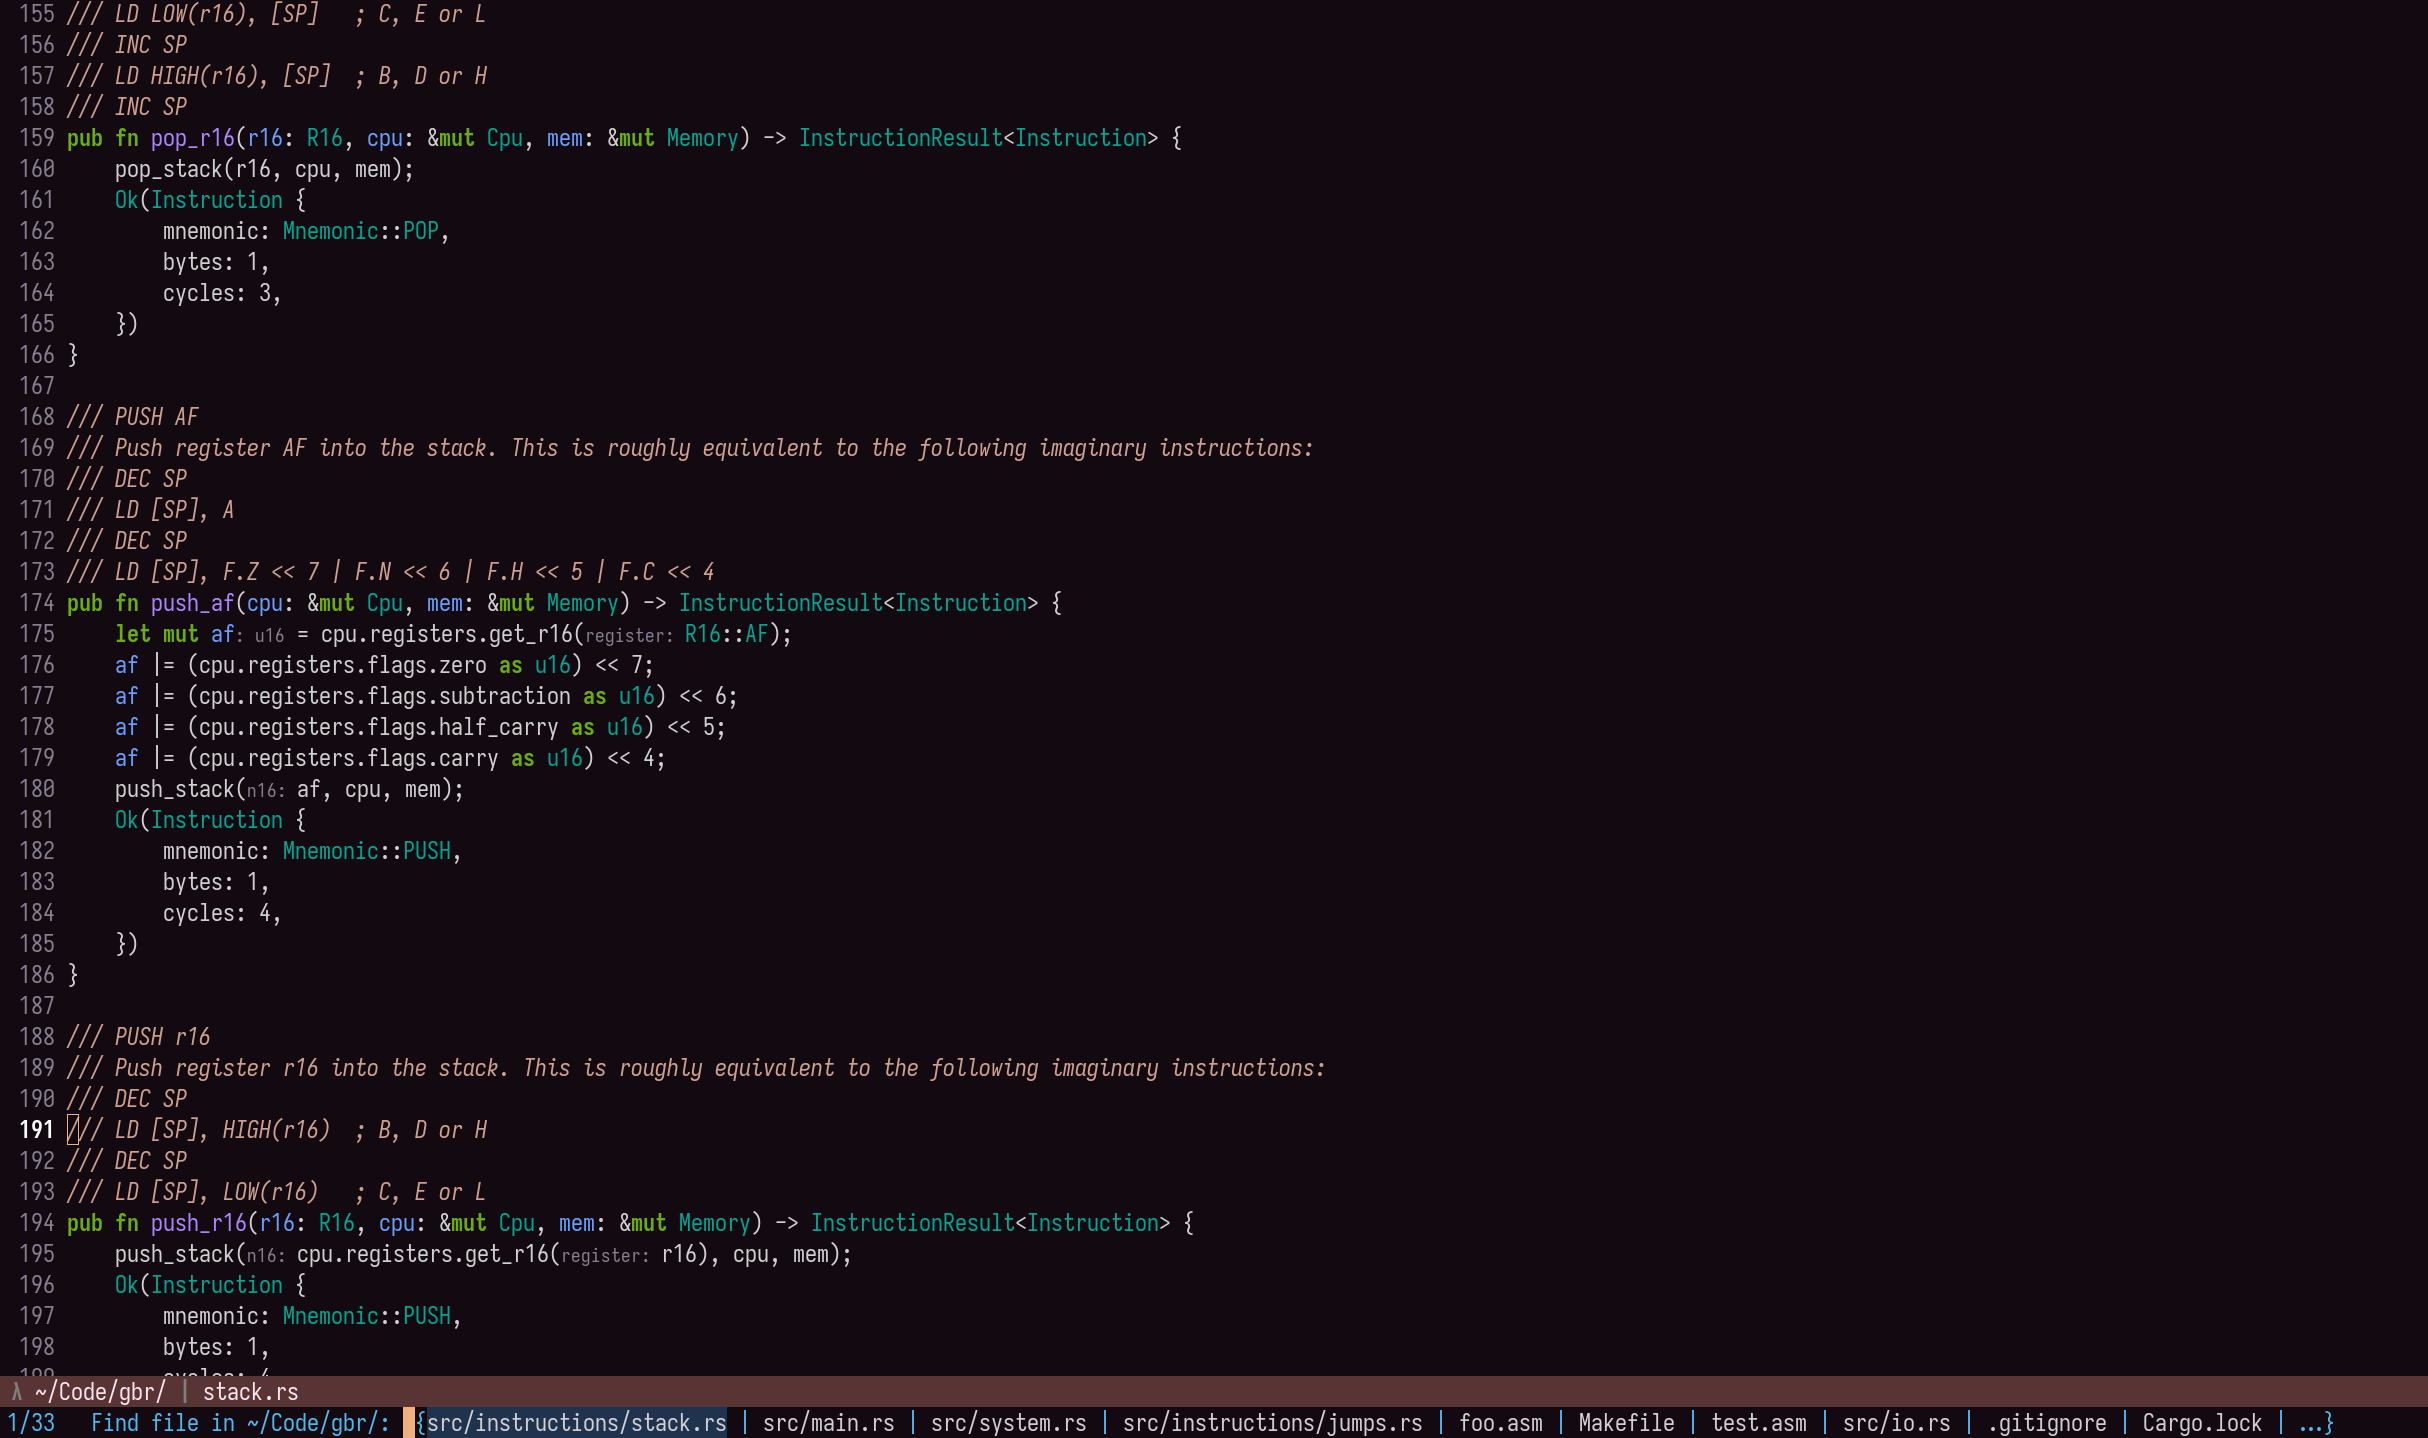 155 /// LD LOW(r16), [SP]   ; C, E or L
156 /// INC SP
157 /// LD HIGH(r16), [SP]  ; B, D or H
158 /// INC SP
159 pub fn pop_r16(r16: R16, cpu: &mut Cpu, mem: &mut Memory) -> InstructionResult<Instruction> {
160     pop_stack(r16, cpu, mem);
161     Ok(Instruction {
162         mnemonic: Mnemonic::POP,
163         bytes: 1,
164         cycles: 3,
165     })
166 }
167
168 /// PUSH AF
169 /// Push register AF into the stack. This is roughly equivalent to the following imaginary instructions:
170 /// DEC SP
171 /// LD [SP], A
172 /// DEC SP
173 /// LD [SP], F.Z << 7 | F.N << 6 | F.H << 5 | F.C << 4
174 pub fn push_af(cpu: &mut Cpu, mem: &mut Memory) -> InstructionResult<Instruction> {
175     let mut af: u16 = cpu.registers.get_r16(register: R16::AF);
176     af |= (cpu.registers.flags.zero as u16) << 7;
177     af |= (cpu.registers.flags.subtraction as u16) << 6;
178     af |= (cpu.registers.flags.half_carry as u16) << 5;
179     af |= (cpu.registers.flags.carry as u16) << 4;
180     push_stack(n16: af, cpu, mem);
181     Ok(Instruction {
182         mnemonic: Mnemonic::PUSH,
183         bytes: 1,
184         cycles: 4,
185     })
186 }
187
188 /// PUSH r16
189 /// Push register r16 into the stack. This is roughly equivalent to the following imaginary instructions:
190 /// DEC SP
191 /// LD [SP], HIGH(r16)  ; B, D or H
192 /// DEC SP
193 /// LD [SP], LOW(r16)   ; C, E or L
194 pub fn push_r16(r16: R16, cpu: &mut Cpu, mem: &mut Memory) -> InstructionResult<Instruction> {
195     push_stack(n16: cpu.registers.get_r16(register: r16), cpu, mem);
196     Ok(Instruction {
197         mnemonic: Mnemonic::PUSH,
198         bytes: 1,
λ ~/Code/gbr/ | stack.rs
1/33   Find file in ~/Code/gbr/: {src/instructions/stack.rs | src/main.rs | src/system.rs | src/instructions/jumps.rs | foo.asm | Makefile | test.asm | src/io.rs | .gitignore | Cargo.lock | ...}